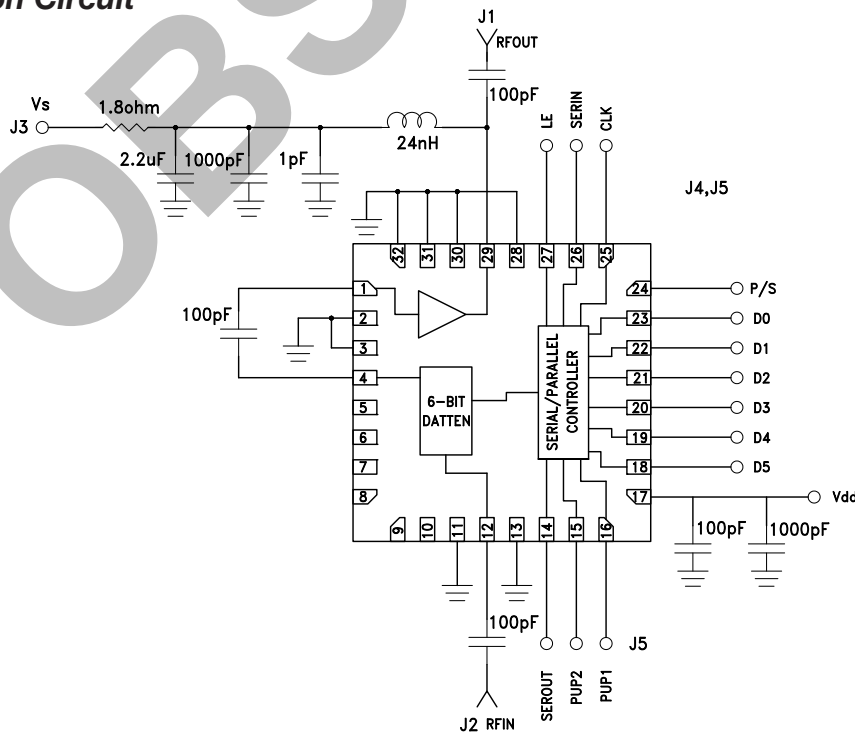 on Circuit
OBS
J1
RFOUT
100pF
Vs
J3
1.8ohm
24nH
2.2uF
1000pF
1pF
LE
SERIN
CLK
J4,J5
32
31
30
29
28
27
26
25
1
2
3
4
5
6
7
8
100pF
6-BIT
DATTEN
SERIAL/PARALLEL
CONTROLLER
24
P/S
23
D0
22
D1
21
D2
20
D3
19
D4
18
D5
17
Vdd
100pF
1000pF
9
10
11
12
13
14
15
16
100pF
J2
RFIN
SEROUT
PUP2
PUP1
J5